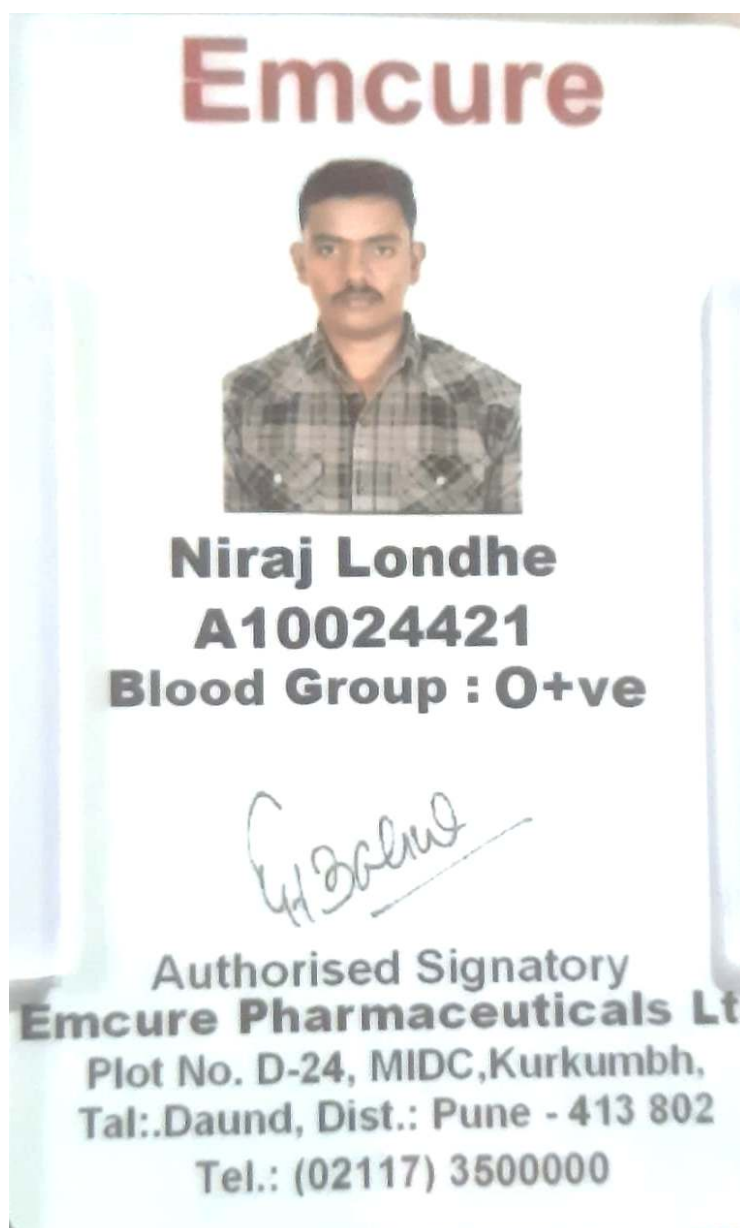 Emcure
Niraj Londhe
A10024421
Blood Group : O+ve
Authorised Signatory
Emcure Pharmaceuticals Lt
Plot No. D-24, MIDC,Kurkumbh,
Tal:.Daund, Dist.: Pune - 413 802
Tel.: (02117) 3500000